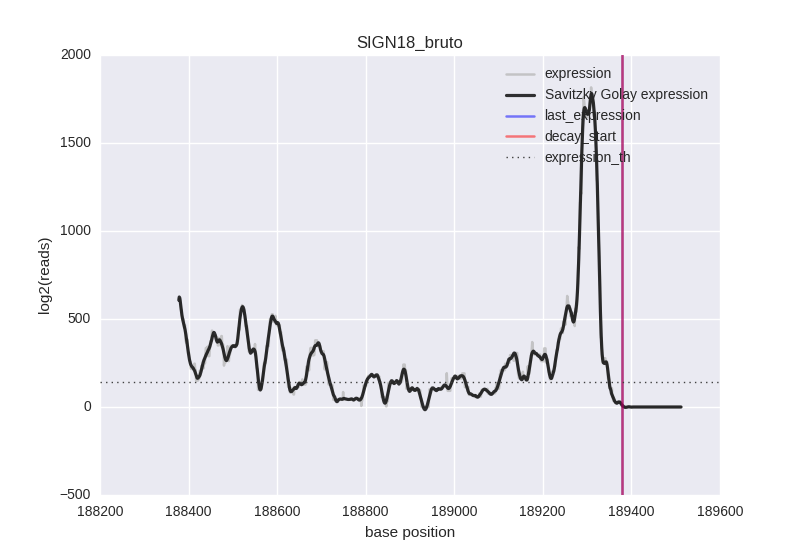 SIGN18_bruto
2000
1500
1000
500
0
−500
log2(reads)
expression
Savitzky Golay expression
last_expression
decay_start
expression_th
188200 188400 188600 188800 189000 189200 189400 189600
base position